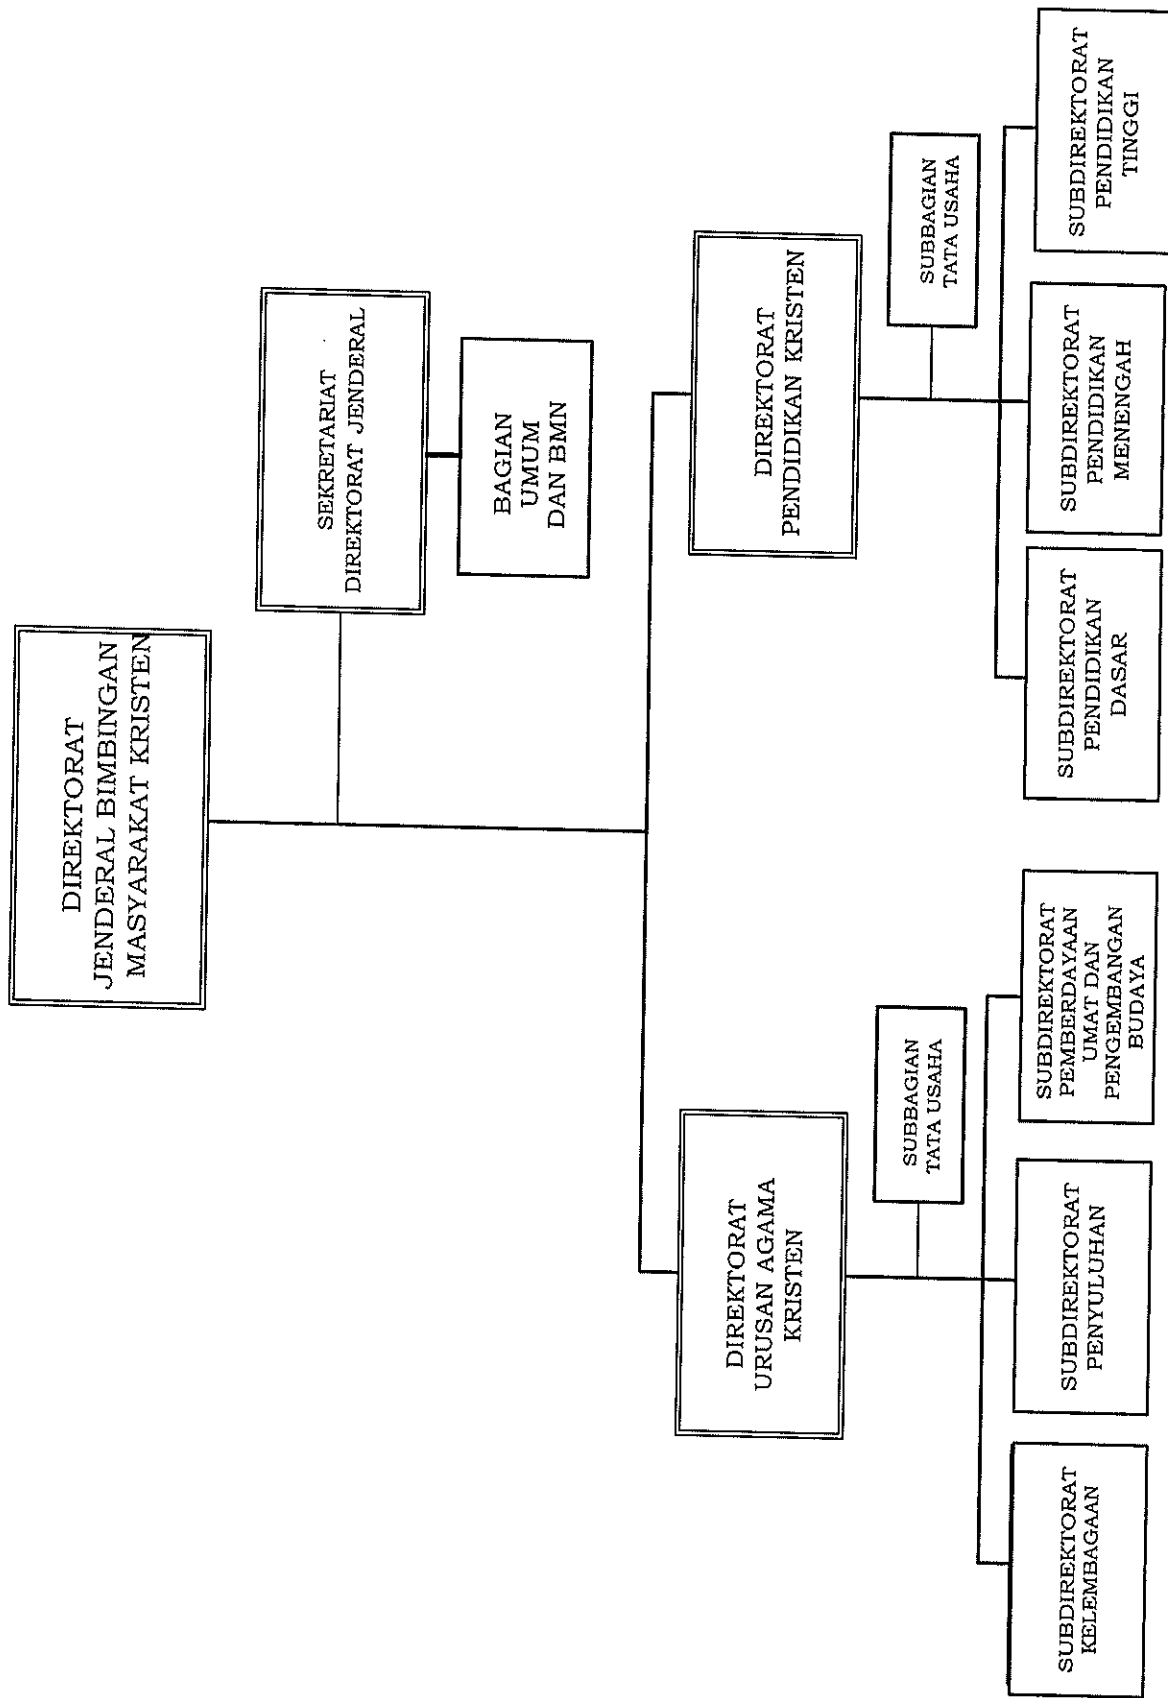 DIREKTORAT
JENDERAL BIMBINGAN
MASYARAKAT KRISTEN
SEKRETARIAT
DIREKTORAT JENDERAL
BAGIAN
UMUM
DAN BMN
DIREKTORAT
URUSAN AGAMA
KRISTEN
DIREKTORAT
PENDIDIKAN KRISTEN
SUBBAGIAN
TATA USAHA
SUBBAGIAN
TATA USAHA
SUBDIREKTORAT
KELEMBAGAAN
SUBDIREKTORAT
PENYULUHAN
SUBDIREKTORAT
PEMBERDAYAAN
UMAT DAN
PENGEMBANGAN
BUDAYA
SUBDIREKTORAT
PENDIDIKAN
DASAR
SUBDIREKTORAT
PENDIDIKAN
MENENGAH
SUBDIREKTORAT
PENDIDIKAN
TINGGI